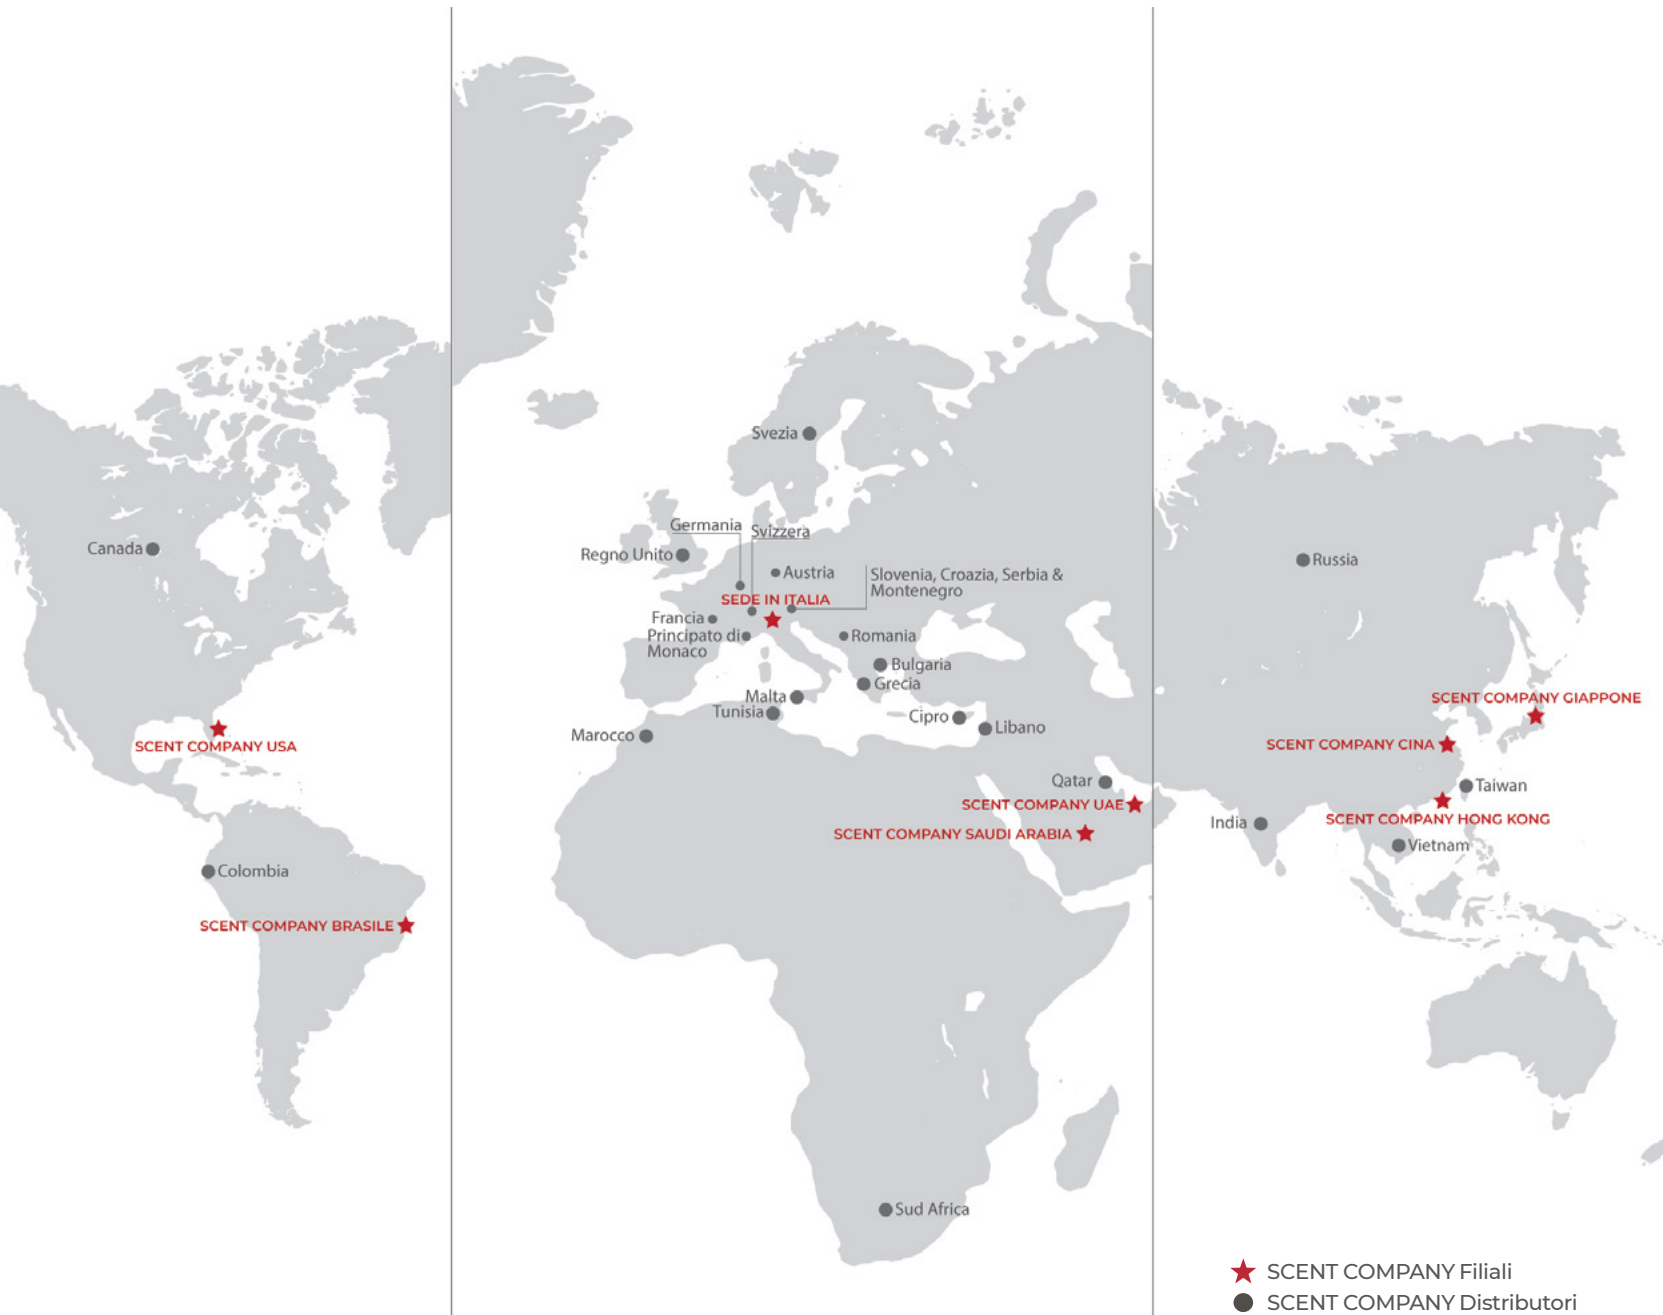 Canada
SCENT COMPANY USA
Colombia
SCENT COMPANY BRASILE
Svezia
Germania
Svizzera
Regno Unito
Austria
Slovenia, Croazia, Serbia &
Montenegro
SEDE IN ITALIA
Francia
Principato di
Monaco
Romania
Bulgaria
Grecia
Malta
Tunisia
Cipro
Libano
Marocco
Qatar
SCENT COMPANY UAE
SCENT COMPANY SAUDI ARABIA
Sud Africa
Russia
SCENT COMPANY GIAPPONE
SCENT COMPANY CINA
Taiwan
SCENT COMPANY HONG KONG
India
Vietnam
SCENT COMPANY Filiali
SCENT COMPANY Distributori